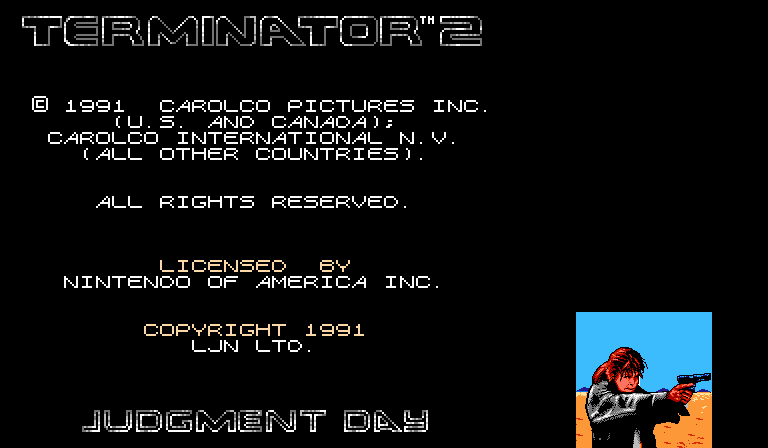 TERMINATOR™2
© 1991 CAROLCO PICTURES INC.
(U.S. AND CANADA);
CAROLCO INTERNATIONAL N.V.
(ALL OTHER COUNTRIES).
ALL RIGHTS RESERVED.
LICENSED BY
NINTENDO OF AMERICA INC.
COPYRIGHT 1991
LJN LTD.
JUDGMENT DAY